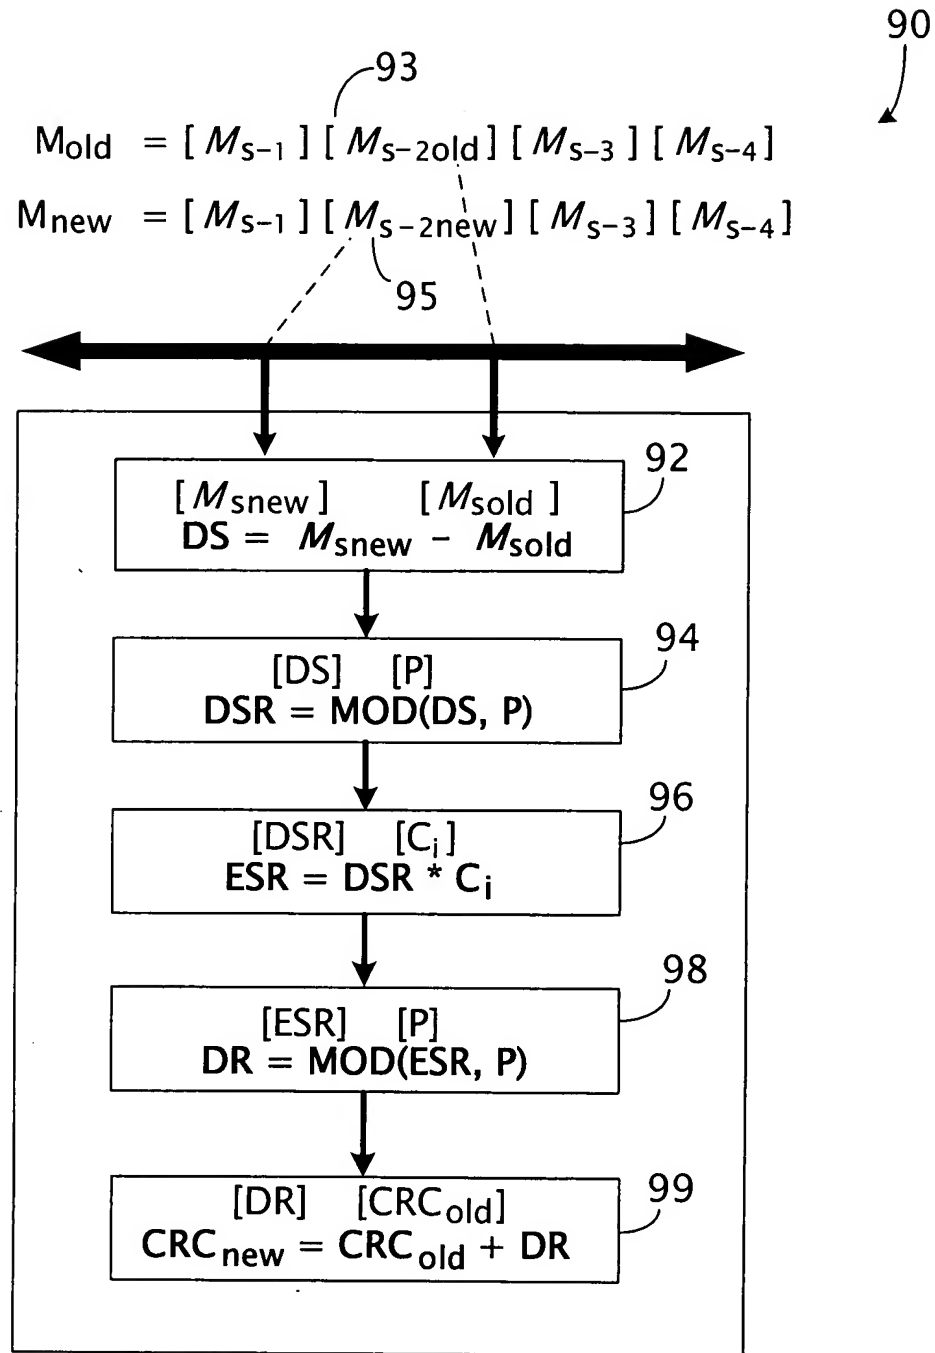 90
93
Mold = [Ms-1][Ms-2old][Ms-3][Ms-4]
Mnew = [Ms-1][Ms-2new][Ms-3][Ms-4]
95
92
[Msnew] [Msold]
DS = Msnew - Msold
94
[DS] [P]
DSR = MOD(DS, P)
96
[DSR] [Ci]
ESR = DSR * Ci
98
[ESR] [P]
DR = MOD(ESR, P)
99
[DR] [CRCold]
CRCnew = CRCold + DR